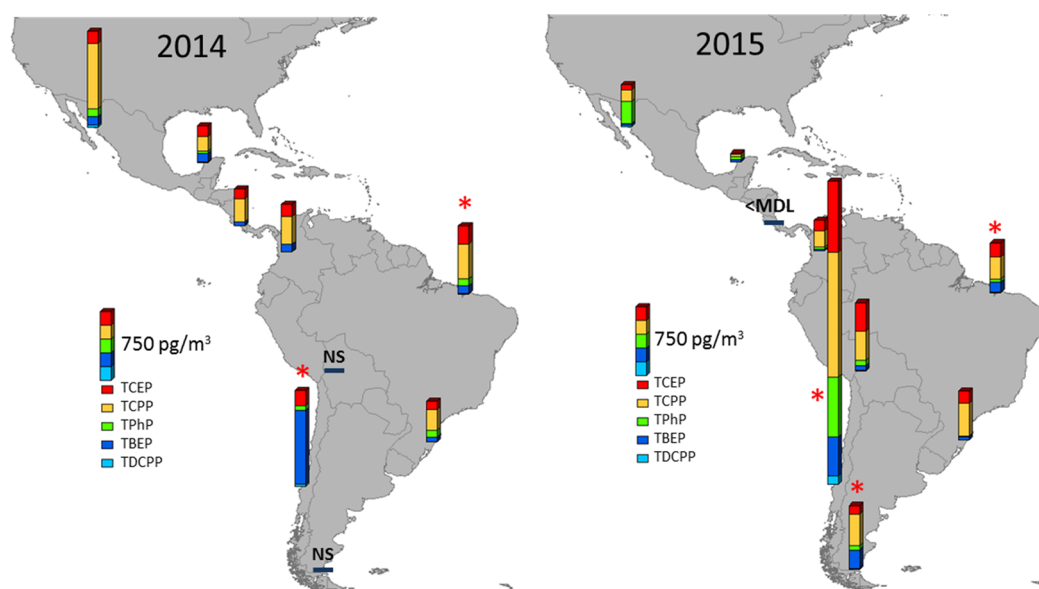 2014
*
NS
*
750 pg/m³
TCEP
TCPP
TPhP
TBEP
TDCPP
NS
2015
<MDL
*
*
750 pg/m³
TCEP
TCPP
TPhP
TBEP
TDCPP
*